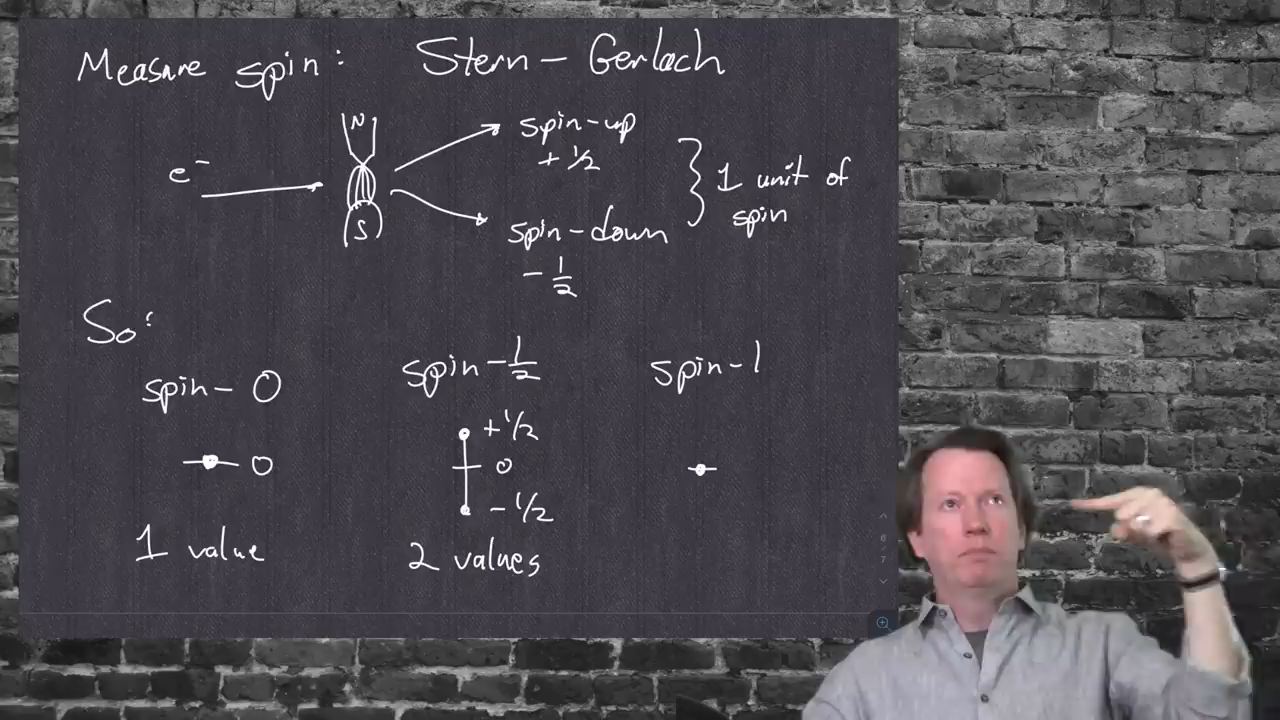 Measure spin: Stern – Gerlach
N
e⁻
S
spin-up
+ 1/2
spin-down
- 1/2
1 unit of
spin
So:
spin- 0
0
1 value
spin - 1/2
+1/2
0
- 1/2
2 values
spin-1